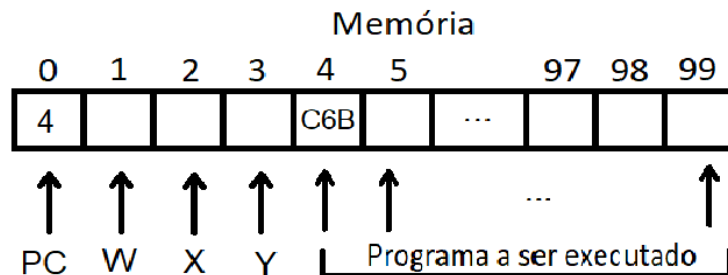 Memória
0 1 2 3 4 5 97 98 99
4 C6B ...
...
PC W X Y Programa a ser executado